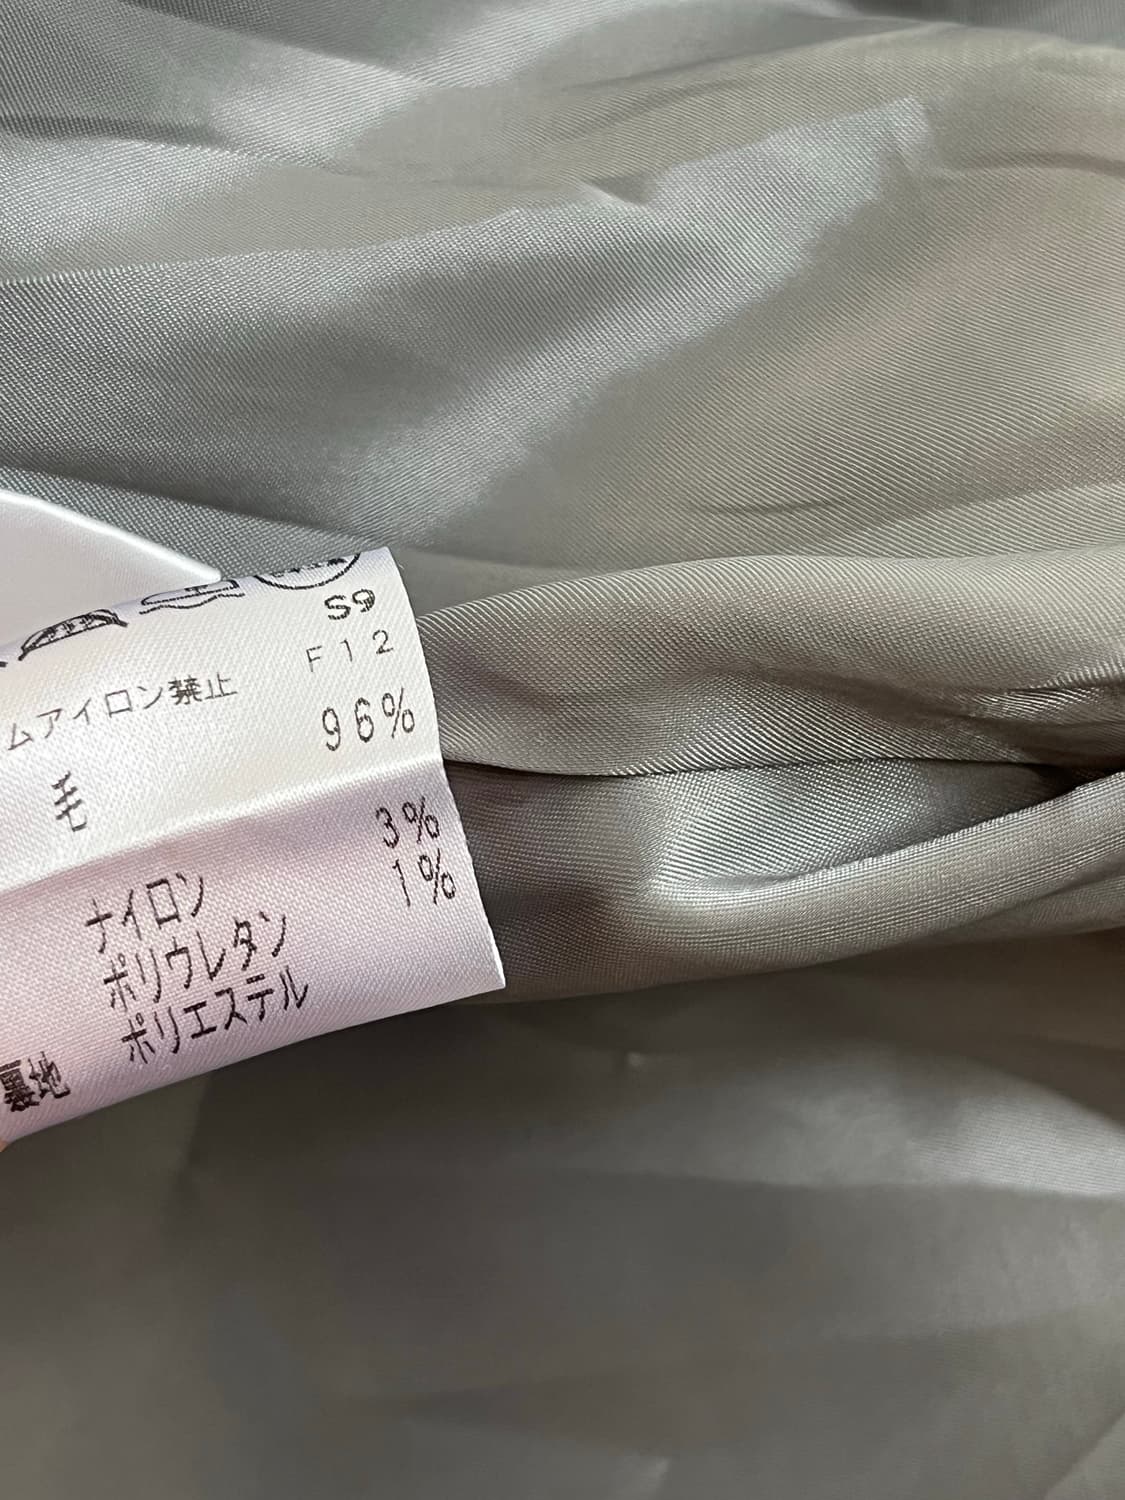 S9
F12
ムアイロン禁止
毛 96%
ナイロン 3%
ポリウレタン 1%
裏地 ポリエステル